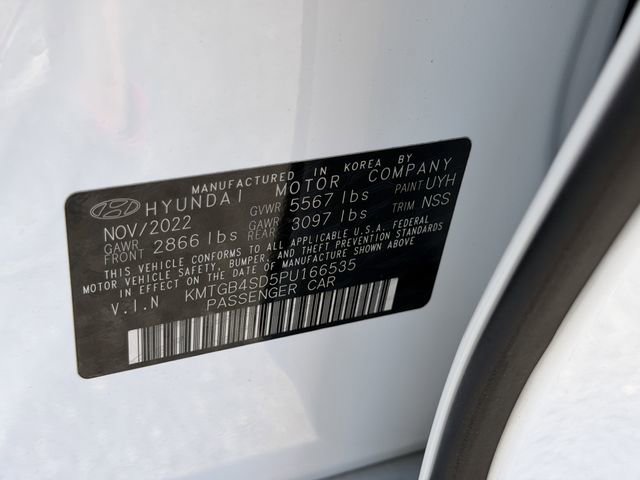 MANUFACTURED IN KOREA BY
HYUNDAI MOTOR COMPANY
NOV/2022 GVWR 5567 lbs PAINT UYH
GAWR FRONT 2866 lbs GAWR REAR 3097 lbs TRIM NSS
THIS VEHICLE CONFORMS TO ALL APPLICABLE U.S.A. FEDERAL
MOTOR VEHICLE SAFETY, BUMPER, AND THEFT PREVENTION STANDARDS
IN EFFECT ON THE DATE OF MANUFACTURE SHOWN ABOVE.
V.I.N KMTGB4SD5PU166535
PASSENGER CAR